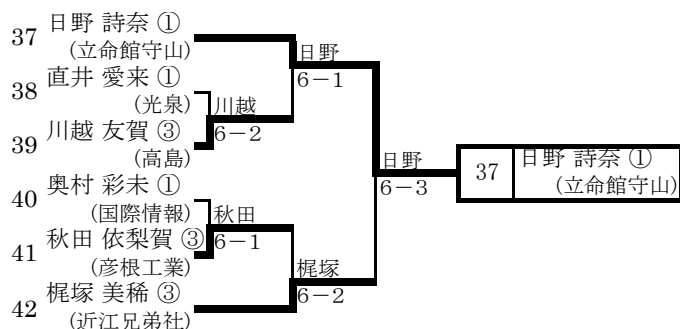 37 日野 詩奈 ①
(立命館守山)
日野
6－1
38 直井 愛来 ①
(光泉)
川越
6－2
39 川越 友賀 ③
(高島)
日野
6－3
37 日野 詩奈 ①
(立命館守山)
40 奥村 彩未 ①
(国際情報)
秋田
6－1
41 秋田 依梨賀 ③
(彦根工業)
梶塚
6－2
42 梶塚 美稀 ③
(近江兄弟社)